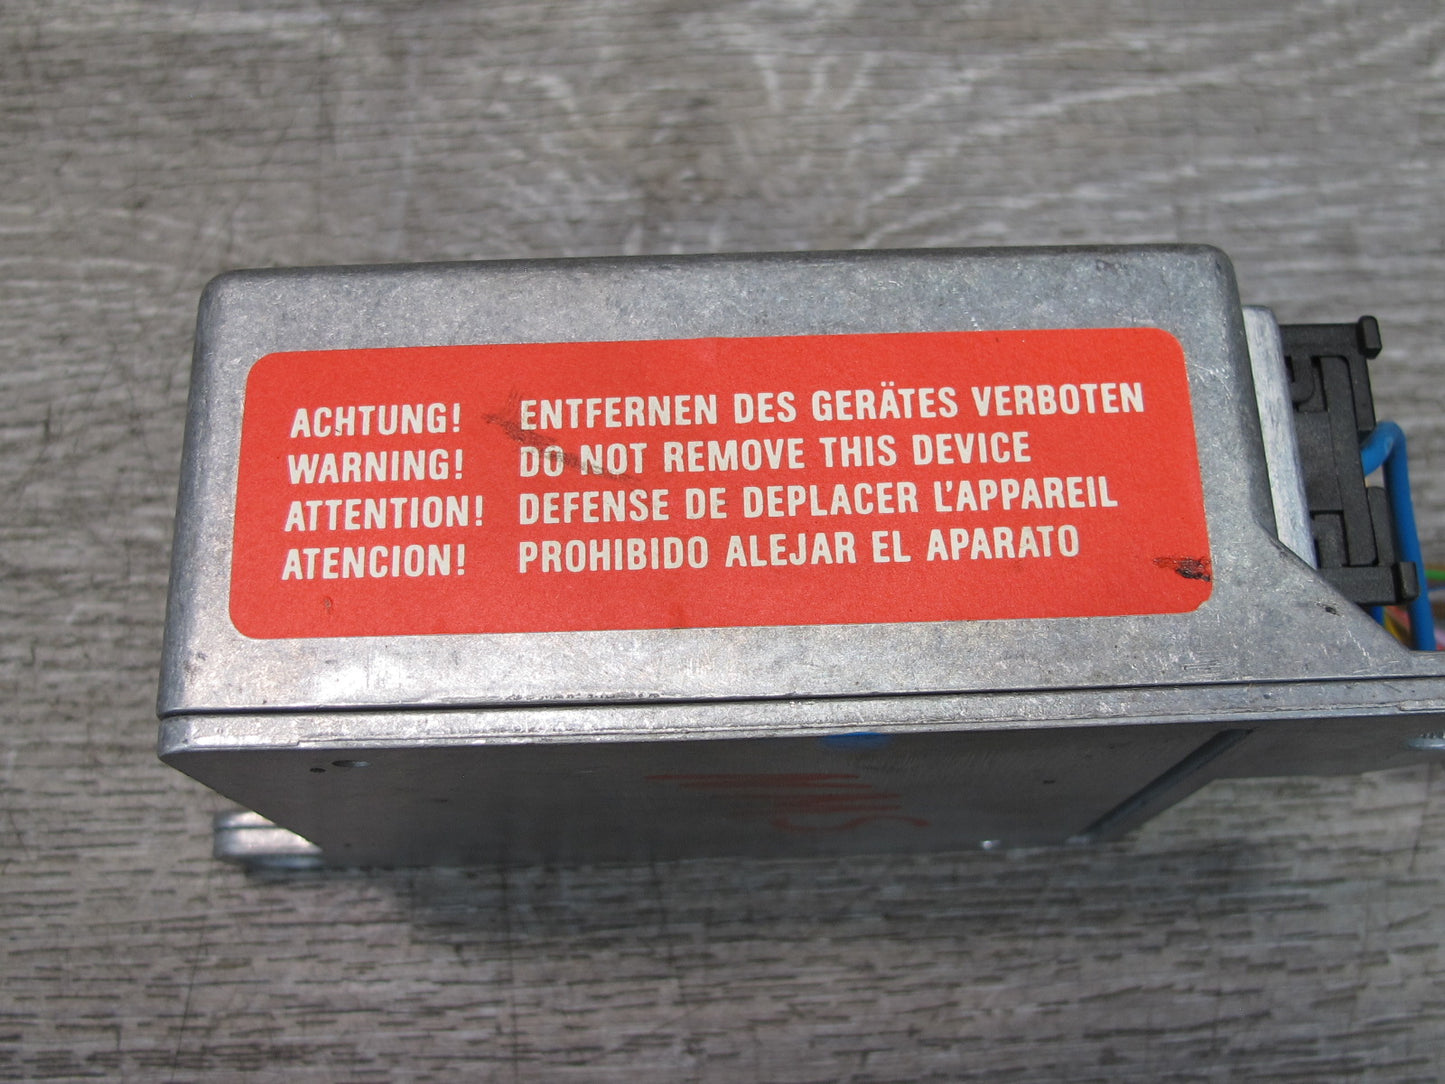 ACHTUNG! ENTFERNEN DES GERÄTES VERBOTEN
WARNING! DO NOT REMOVE THIS DEVICE
ATTENTION! DEFENSE DE DEPLACER L'APPAREIL
ATENCION! PROHIBIDO ALEJAR EL APARATO